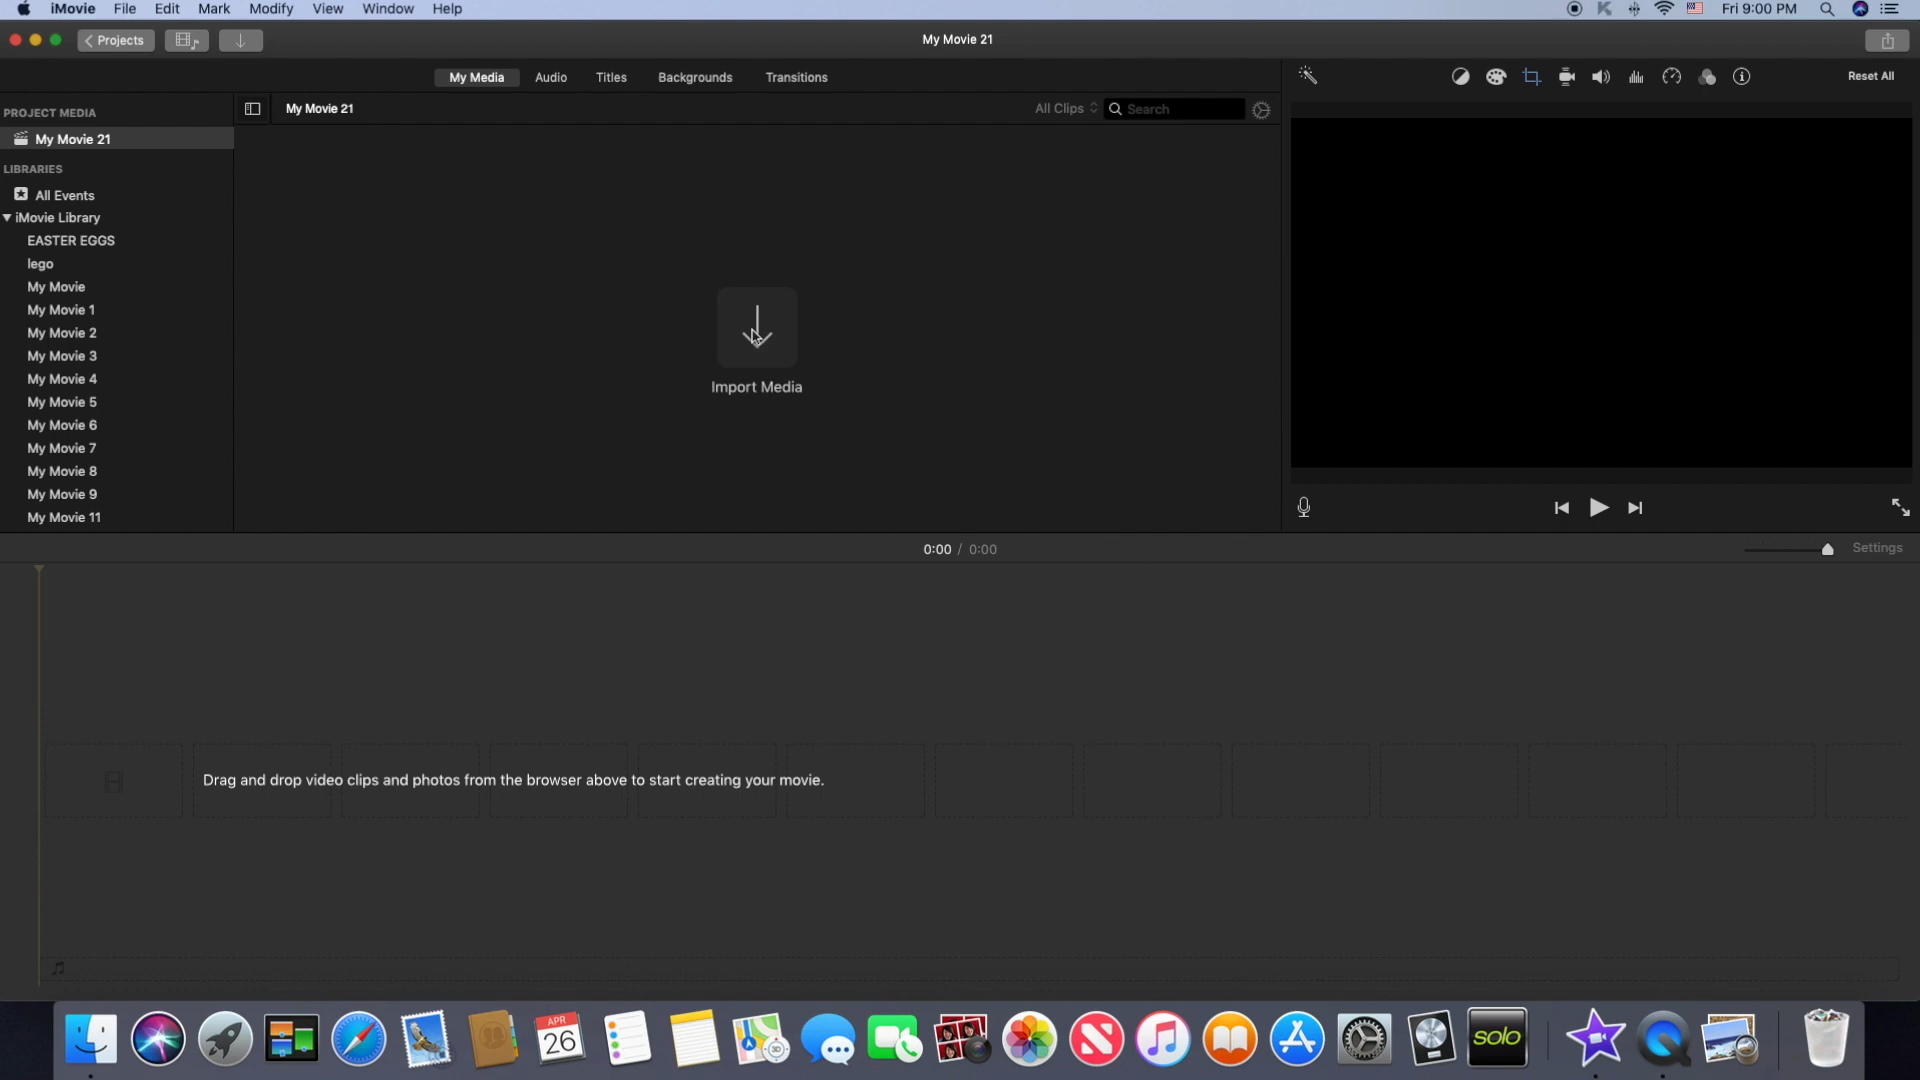 iMovie File Edit Mark Modify View Window Help Fri 9:00 PM
Projects My Movie 21
My Media Audio Titles Backgrounds Transitions Reset All
PROJECT MEDIA
My Movie 21 All Clips Search
My Movie 21
LIBRARIES
All Events
iMovie Library
EASTER EGGS
lego
My Movie
My Movie 1
My Movie 2
My Movie 3
My Movie 4
My Movie 5
My Movie 6
My Movie 7
My Movie 8
My Movie 9
My Movie 11
Import Media
0:00 / 0:00 Settings
Drag and drop video clips and photos from the browser above to start creating your movie.
APR
26
3D
solo